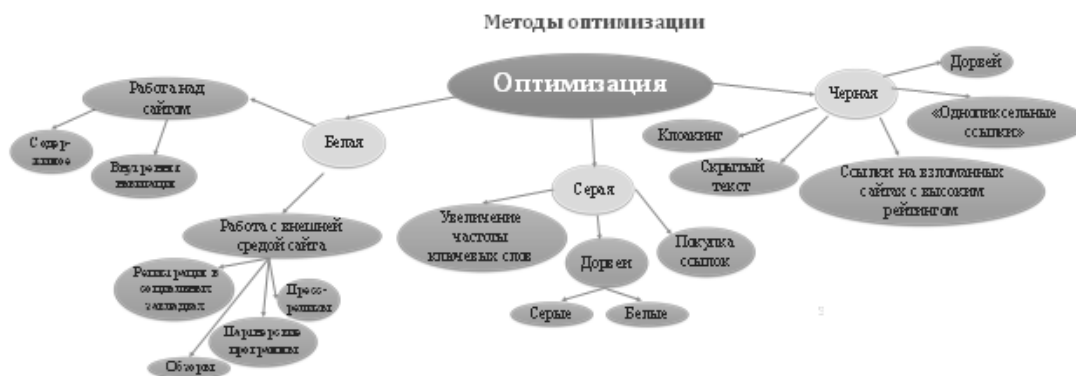 Методы оптимизации
Оптимизация
Белая
Работа над
сайтом
Содер-
жимое
Внутренняя
навигация
Работа с внешней
средой сайта
Регистрация в
социальных
закладках
Обзоры
Партнерские
программы
Пресс-
релизы
Серая
Увеличение
частоты
ключевых слов
Дорвеи
Серые
Белые
Покупка
ссылок
Черная
Дорвей
«Однопиксельные
ссылки»
Клоакинг
Скрытый
текст
Ссылки на взломанных
сайтах с высоким
рейтингом